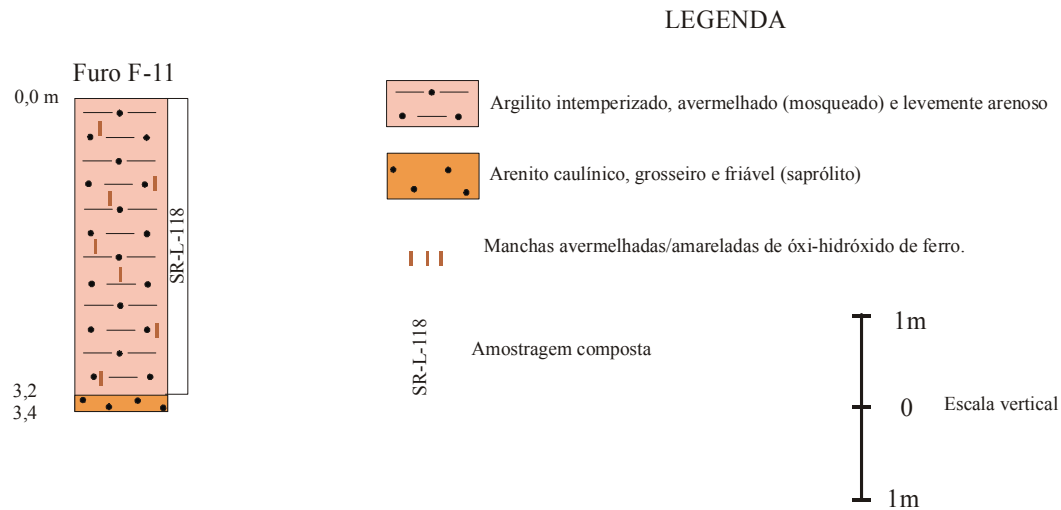 LEGENDA
Furo F-11
0,0 m
SR-L-118
3,2
3,4
Argilito intemperizado, avermelhado (mosqueado) e levemente arenoso
Arenito caulínico, grosseiro e friável (saprólito)
Manchas avermelhadas/amareladas de óxi-hidróxido de ferro.
SR-L-118
Amostragem composta
1m
0
Escala vertical
1m